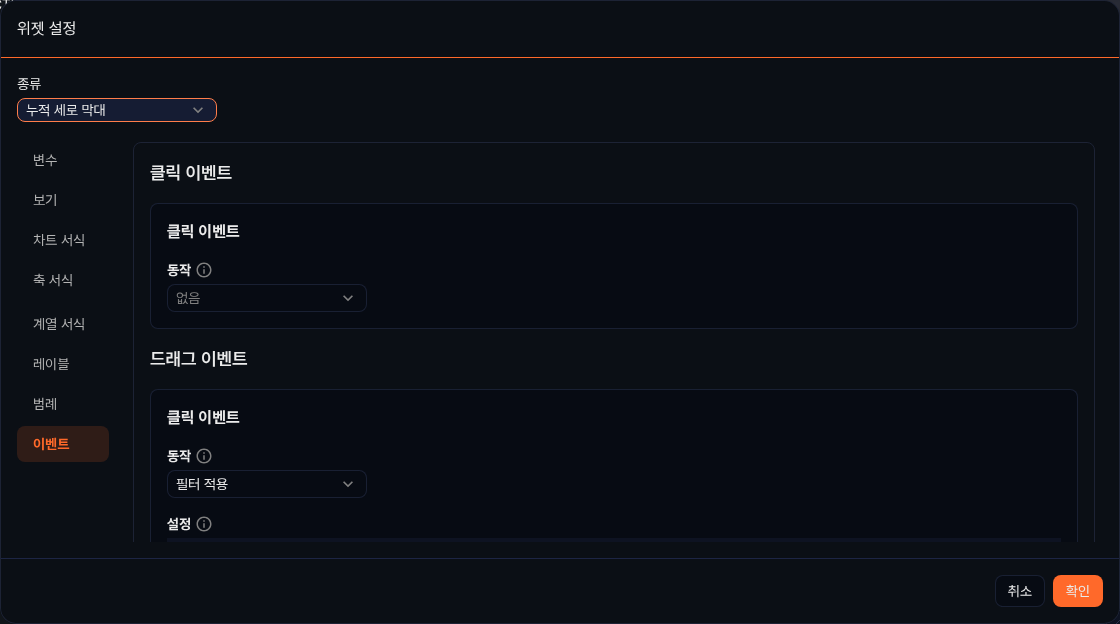 위젯 설정
종류
누적 세로 막대
변수
보기
차트 서식
축 서식
계열 서식
레이블
범례
이벤트
클릭 이벤트
클릭 이벤트
동작
없음
드래그 이벤트
클릭 이벤트
동작
필터 적용
설정
취소
확인